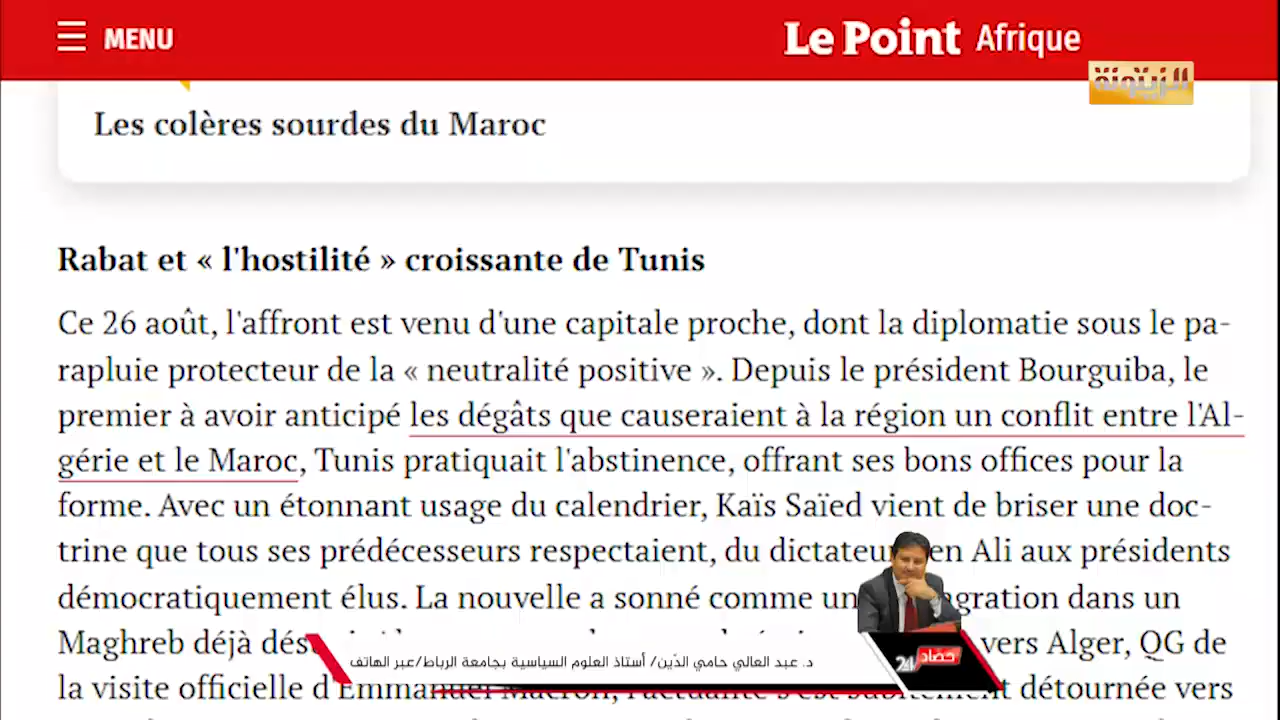 MENU
Le Point Afrique
الزيتونة
Les colères sourdes du Maroc
Rabat et « l'hostilité » croissante de Tunis
Ce 26 août, l'affront est venu d'une capitale proche, dont la diplomatie sous le pa-
rapluie protecteur de la « neutralité positive ». Depuis le président Bourguiba, le
premier à avoir anticipé les dégâts que causeraient à la région un conflit entre l'Al-
gérie et le Maroc, Tunis pratiquait l'abstinence, offrant ses bons offices pour la
forme. Avec un étonnant usage du calendrier, Kaïs Saïed vient de briser une doc-
trine que tous ses prédécesseurs respectaient, du dictateu en Ali aux présidents
démocratiquement élus. La nouvelle a sonné comme un gration dans un
Maghreb déjà vers Alger, QG de
la visite officielle d'Emmanuel Macron, l'actualité s'est subitement détournée vers
د. عبد العالي حامي الدّين/ أستاذ العلوم السياسية بجامعة الرباط/عبر الهاتف
حصاد 24